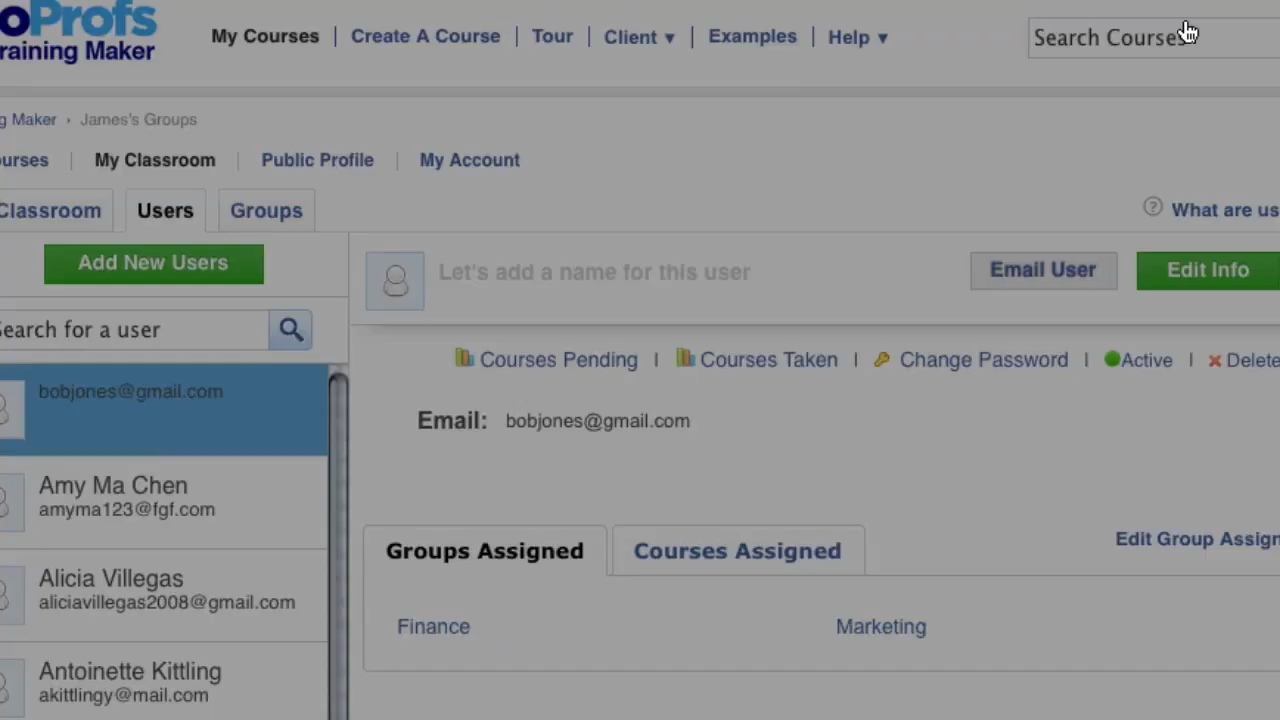 oProfs
raining Maker
My Courses | Create A Course | Tour | Client ▾ | Examples | Help ▾
Search Courses
g Maker › James's Groups
ourses | My Classroom | Public Profile | My Account
Classroom Users Groups
What are us
Add New Users
Let's add a name for this user
Email User
Edit Info
Search for a user
Courses Pending | Courses Taken | Change Password | Active | Delete
bobjones@gmail.com
Email: bobjones@gmail.com
Amy Ma Chen
amyma123@fgf.com
Groups Assigned Courses Assigned
Edit Group Assign
Alicia Villegas
aliciavillegas2008@gmail.com
Finance Marketing
Antoinette Kittling
akittlingy@mail.com